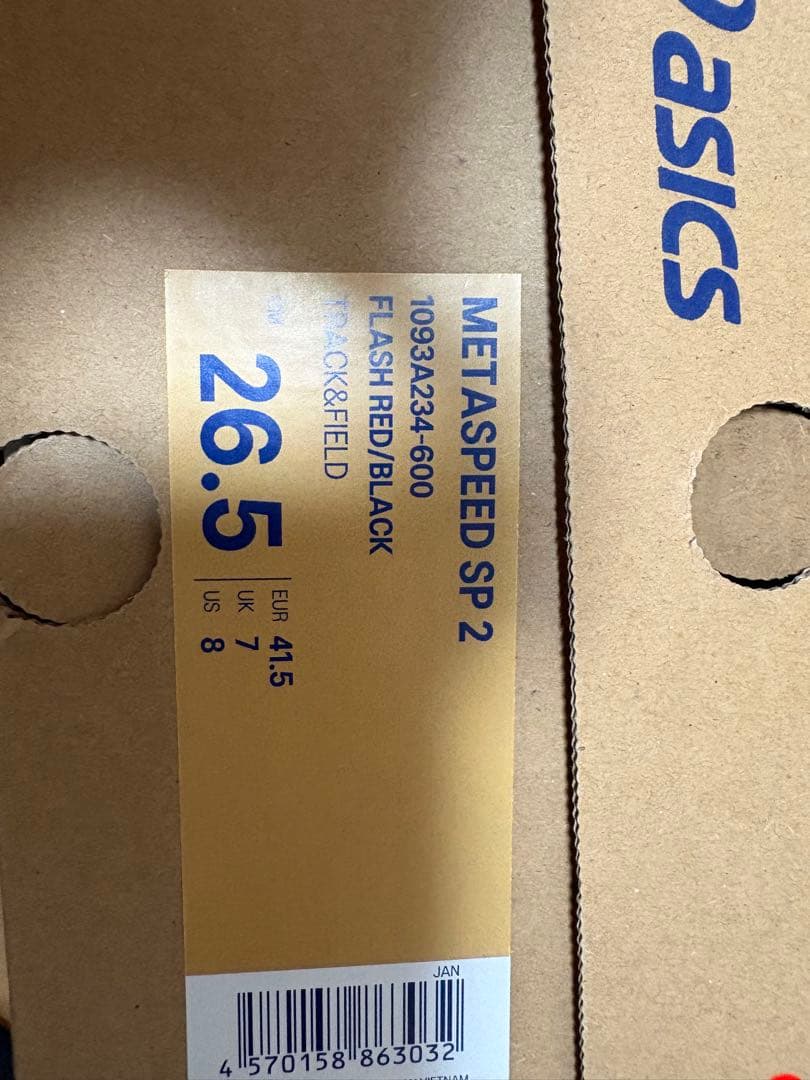 asics
METASPEED SP 2
1093A234-600
FLASH RED/BLACK
TRACK&FIELD
CM
26.5
EUR 41.5
UK 7
US 8
JAN
4 570158 863032
VIETNAM